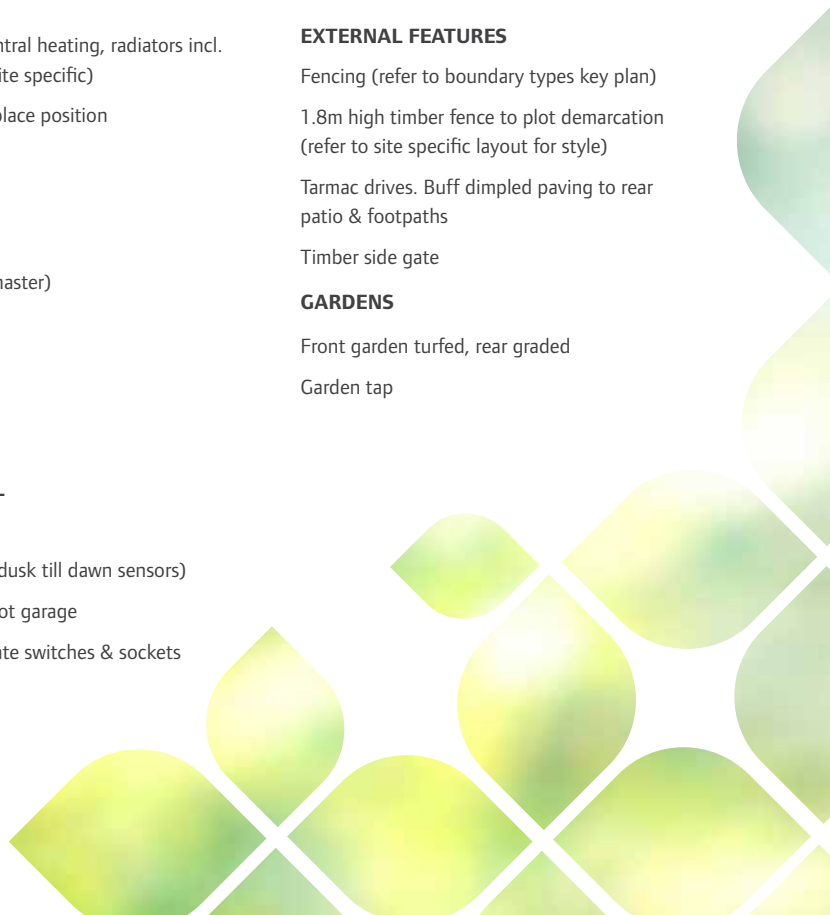 ntral heating, radiators incl.
ite specific)
place position
naster)
dusk till dawn sensors)
ot garage
ate switches & sockets
EXTERNAL FEATURES
Fencing (refer to boundary types key plan)
1.8m high timber fence to plot demarcation
(refer to site specific layout for style)
Tarmac drives. Buff dimpled paving to rear
patio & footpaths
Timber side gate
GARDENS
Front garden turfed, rear graded
Garden tap